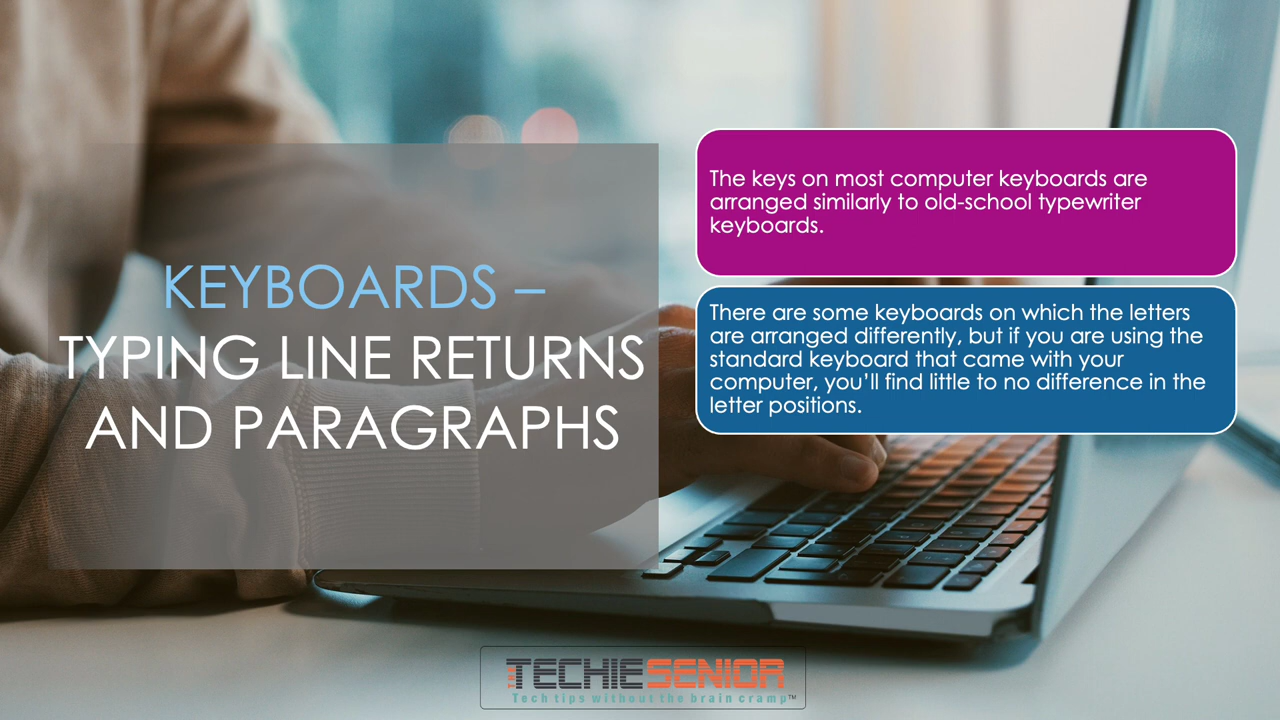 KEYBOARDS –
TYPING LINE RETURNS
AND PARAGRAPHS
The keys on most computer keyboards are
arranged similarly to old-school typewriter
keyboards.
There are some keyboards on which the letters
are arranged differently, but if you are using the
standard keyboard that came with your
computer, you’ll find little to no difference in the
letter positions.
THE TECHIE SENIOR
Tech tips without the brain cramp™